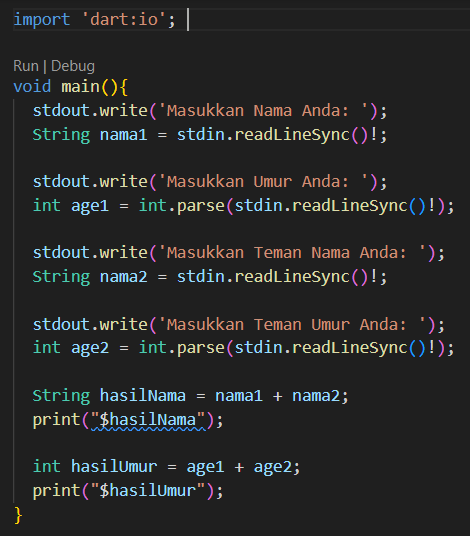 import 'dart:io';
Run | Debug
void main(){
  stdout.write('Masukkan Nama Anda: ');
  String nama1 = stdin.readLineSync()!;
  stdout.write('Masukkan Umur Anda: ');
  int age1 = int.parse(stdin.readLineSync()!);
  stdout.write('Masukkan Teman Nama Anda: ');
  String nama2 = stdin.readLineSync()!;
  stdout.write('Masukkan Teman Umur Anda: ');
  int age2 = int.parse(stdin.readLineSync()!);
  String hasilNama = nama1 + nama2;
  print("$hasilNama");
  int hasilUmur = age1 + age2;
  print("$hasilUmur");
}